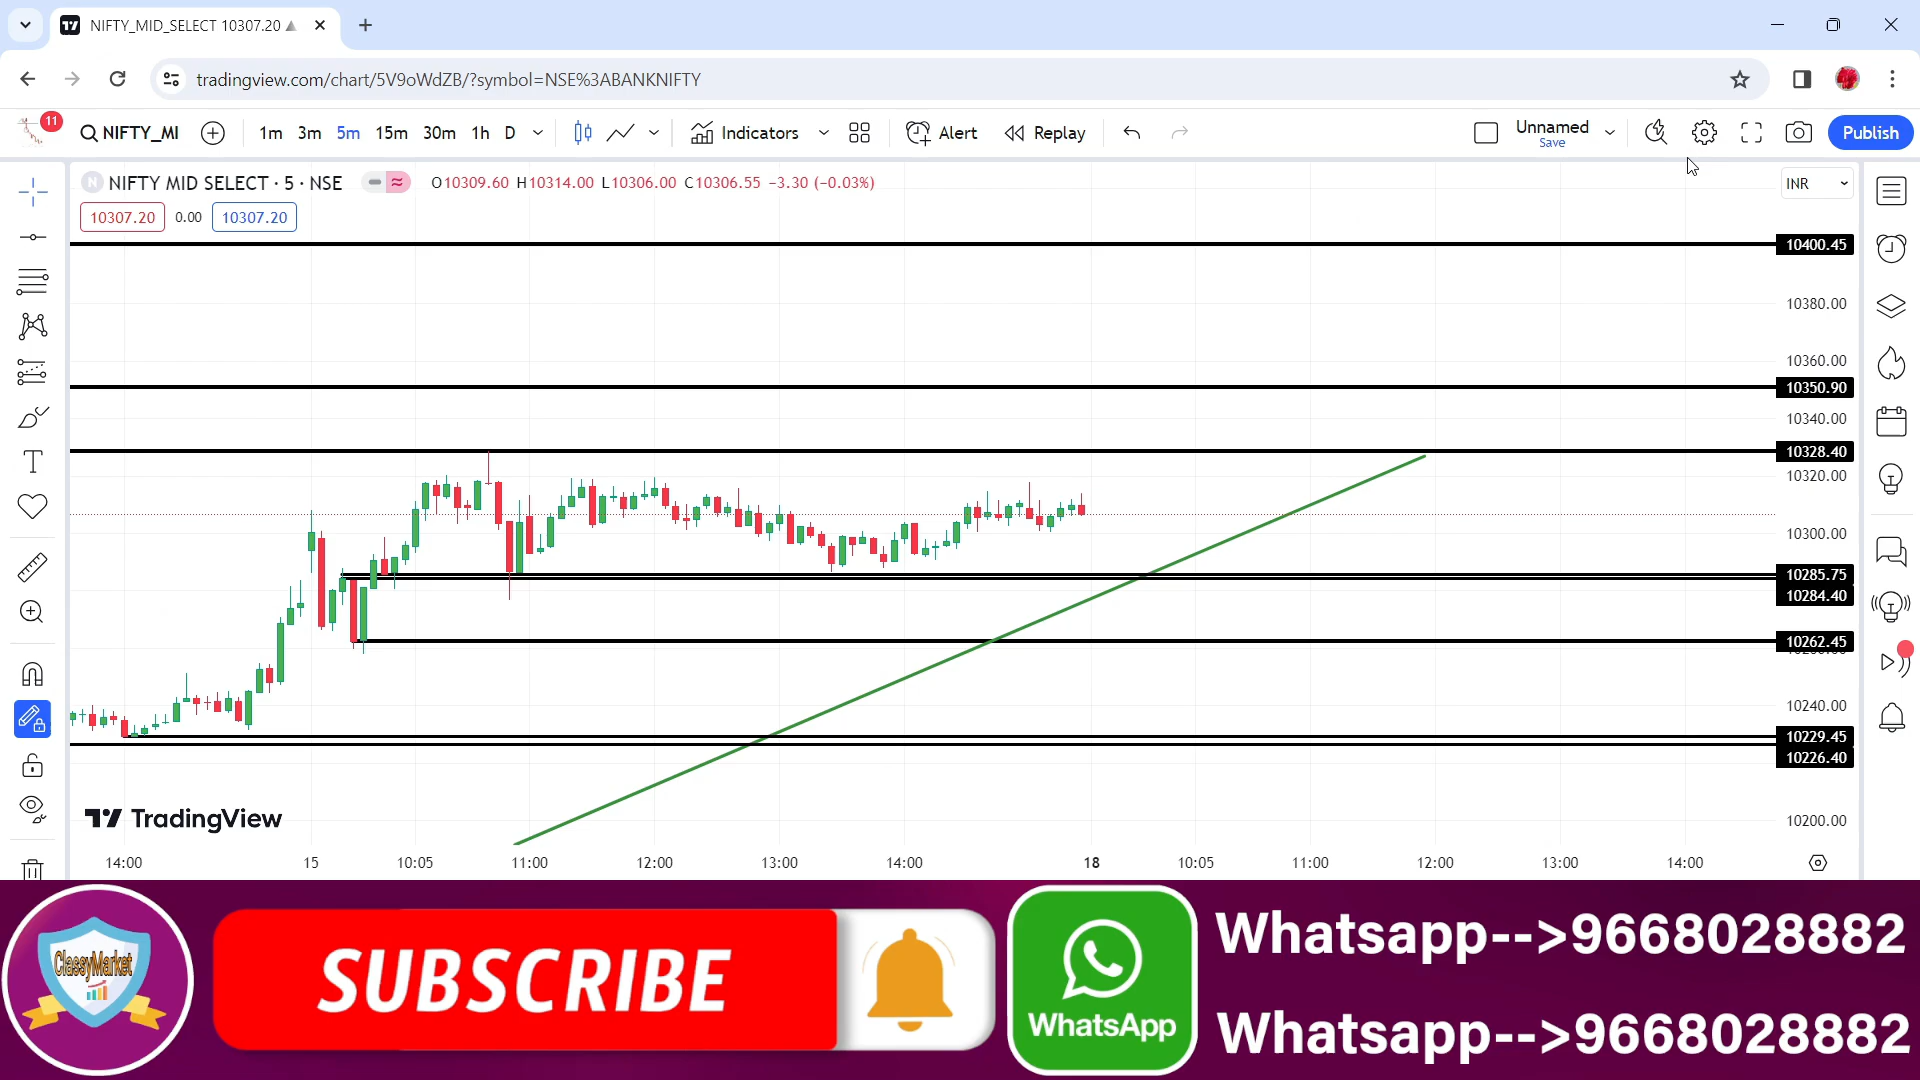 NIFTY_MID_SELECT 10307.20
tradingview.com/chart/5V9oWdZB/?symbol=NSE%3ABANKNIFTY
11
NIFTY_MI
1m 3m 5m 15m 30m 1h D
Indicators
Alert
Replay
Unnamed
Save
Publish
N NIFTY MID SELECT · 5 · NSE
O10309.60 H10314.00 L10306.00 C10306.55 −3.30 (−0.03%)
INR
10307.20 0.00 10307.20
10400.45
10380.00
10360.00
10350.90
10340.00
10328.40
10320.00
10300.00
10285.75
10284.40
10262.45
10240.00
10229.45
10226.40
10200.00
TradingView
14:00 15 10:05 11:00 12:00 13:00 14:00 18 10:05 11:00 12:00 13:00 14:00
ClassyMarket
SUBSCRIBE
WhatsApp
Whatsapp-->9668028882
Whatsapp-->9668028882